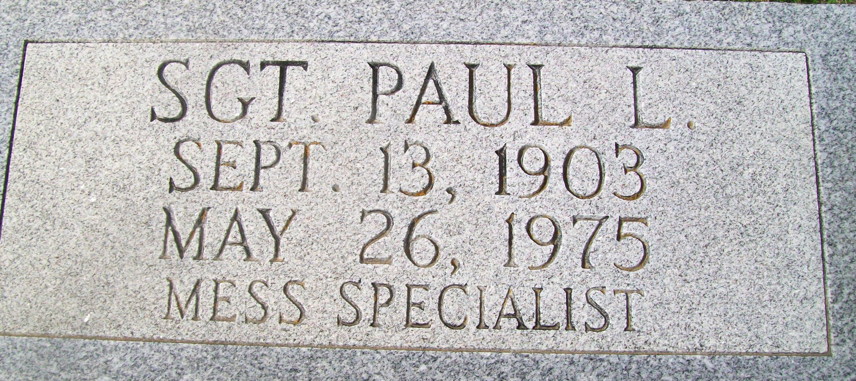 SGT. PAUL L.
SEPT. 13, 1903
MAY 26, 1975
MESS SPECIALIST